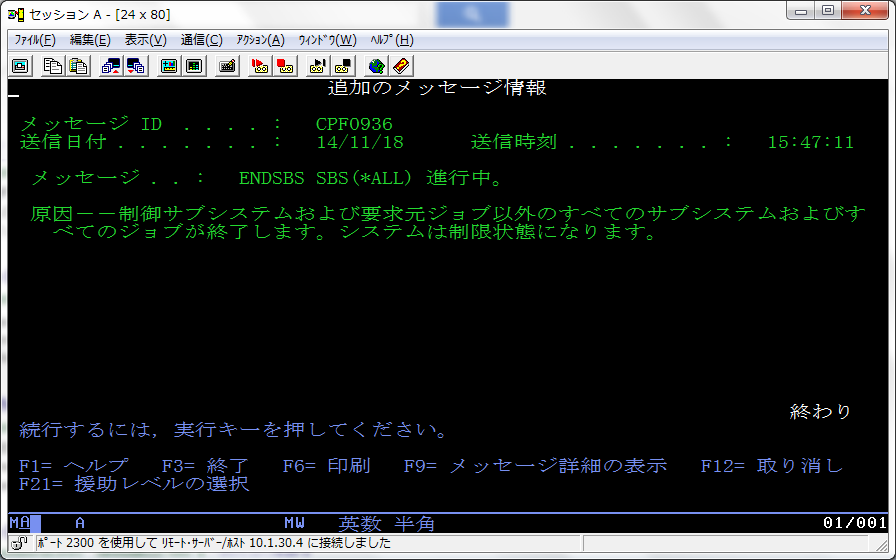 セッション A - [24 x 80]
ファイル(F) 編集(E) 表示(V) 通信(C) アクション(A) ウィンドウ(W) ヘルプ(H)
追加のメッセージ情報
メッセージ ID . . . . : CPF0936
送信日付 . . . . . . . : 14/11/18 送信時刻 . . . . . . . : 15:47:11
メッセージ . . : ENDSBS SBS(*ALL) 進行中。
原因－－制御サブシステムおよび要求元ジョブ以外のすべてのサブシステムおよびす
べてのジョブが終了します。システムは制限状態になります。
終わり
続行するには, 実行キーを押してください。
F1= ヘルプ F3= 終了 F6= 印刷 F9= メッセージ詳細の表示 F12= 取り消し
F21= 援助レベルの選択
MA A MW 英数 半角 01/001
ポート 2300 を使用して リモート・サーバー/ホスト 10.1.30.4 に接続しました